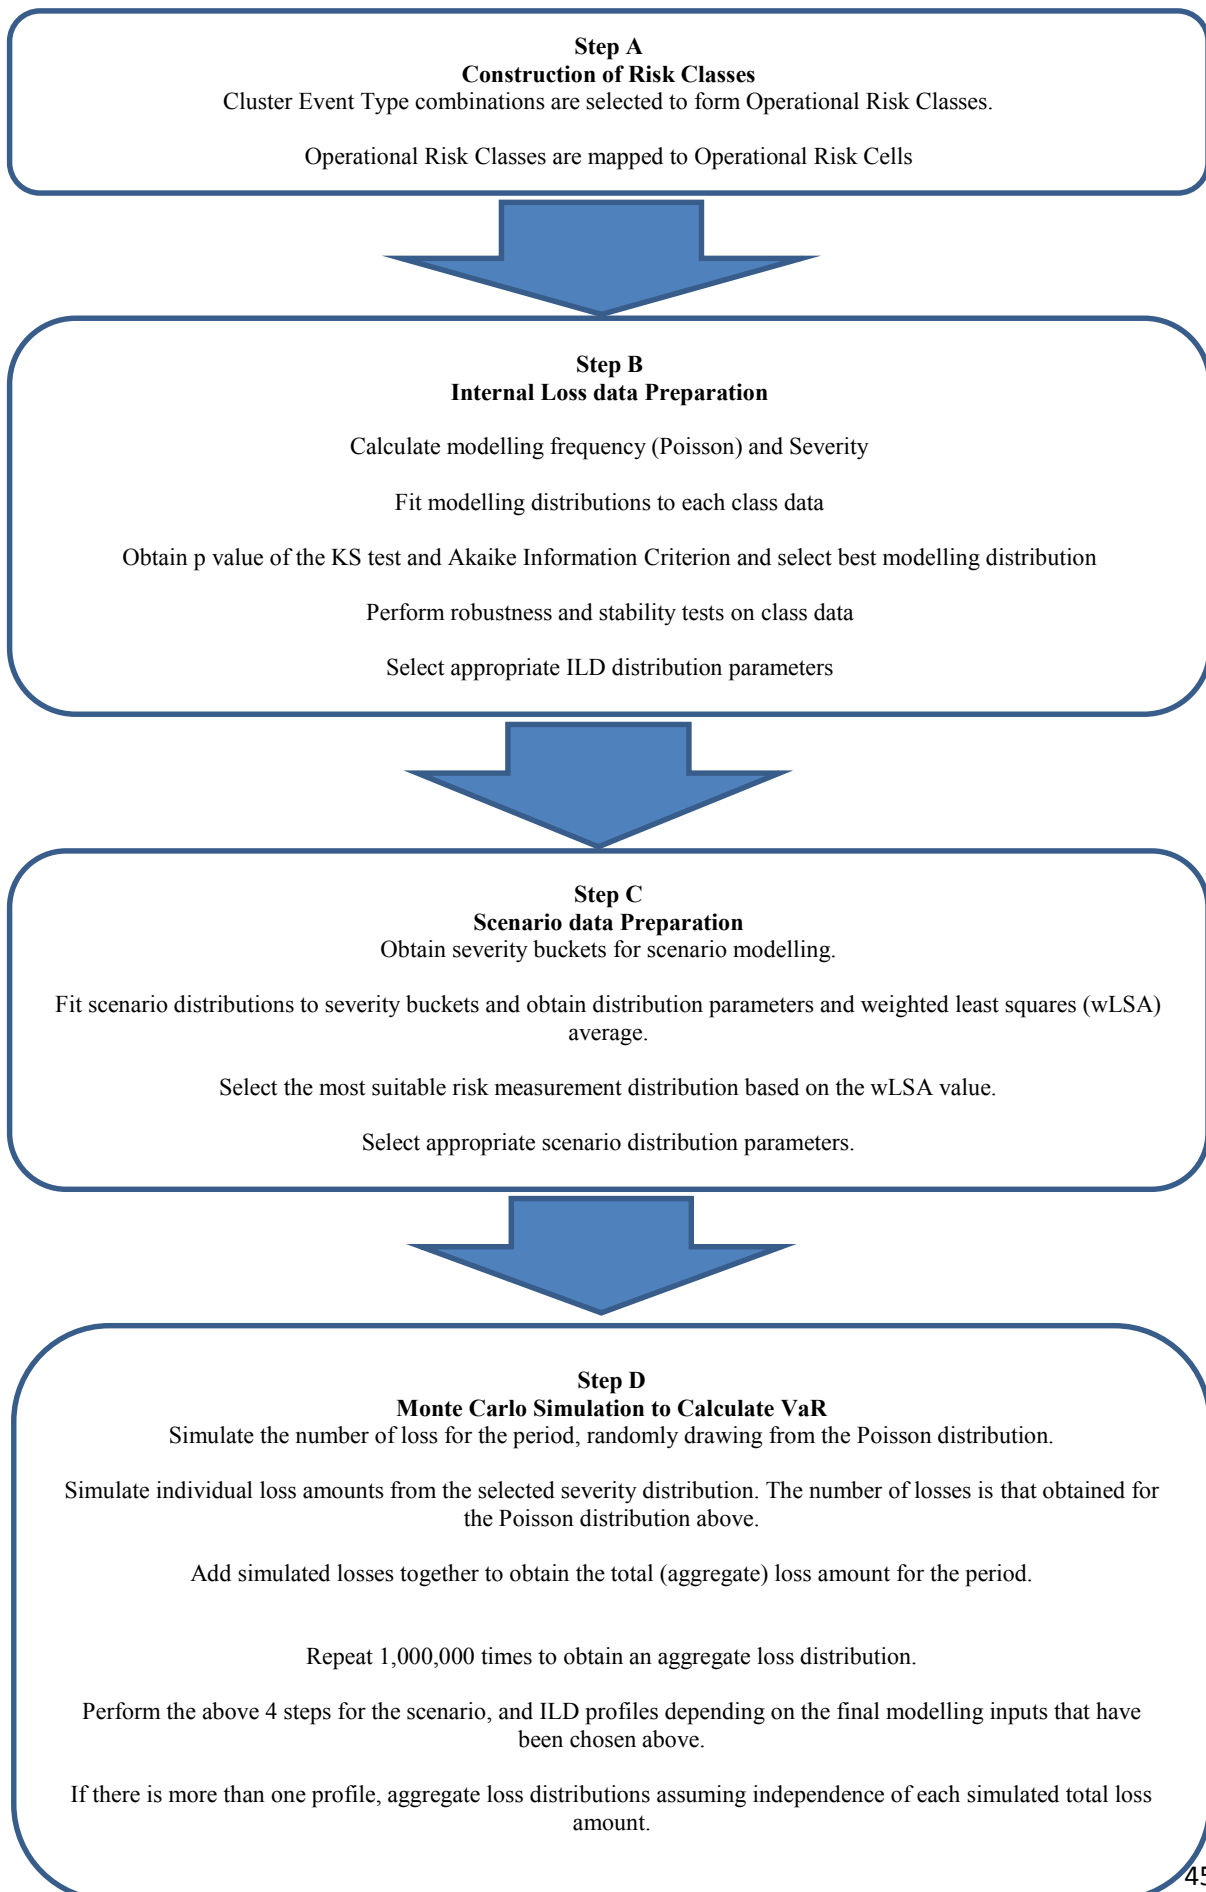 Step A
Construction of Risk Classes
Cluster Event Type combinations are selected to form Operational Risk Classes.
Operational Risk Classes are mapped to Operational Risk Cells
Step B
Internal Loss data Preparation
Calculate modelling frequency (Poisson) and Severity
Fit modelling distributions to each class data
Obtain p value of the KS test and Akaike Information Criterion and select best modelling distribution
Perform robustness and stability tests on class data
Select appropriate ILD distribution parameters
Step C
Scenario data Preparation
Obtain severity buckets for scenario modelling.
Fit scenario distributions to severity buckets and obtain distribution parameters and weighted least squares (wLSA)
average.
Select the most suitable risk measurement distribution based on the wLSA value.
Select appropriate scenario distribution parameters.
Step D
Monte Carlo Simulation to Calculate VaR
Simulate the number of loss for the period, randomly drawing from the Poisson distribution.
Simulate individual loss amounts from the selected severity distribution. The number of losses is that obtained for
the Poisson distribution above.
Add simulated losses together to obtain the total (aggregate) loss amount for the period.
Repeat 1,000,000 times to obtain an aggregate loss distribution.
Perform the above 4 steps for the scenario, and ILD profiles depending on the final modelling inputs that have
been chosen above.
If there is more than one profile, aggregate loss distributions assuming independence of each simulated total loss
amount.
45